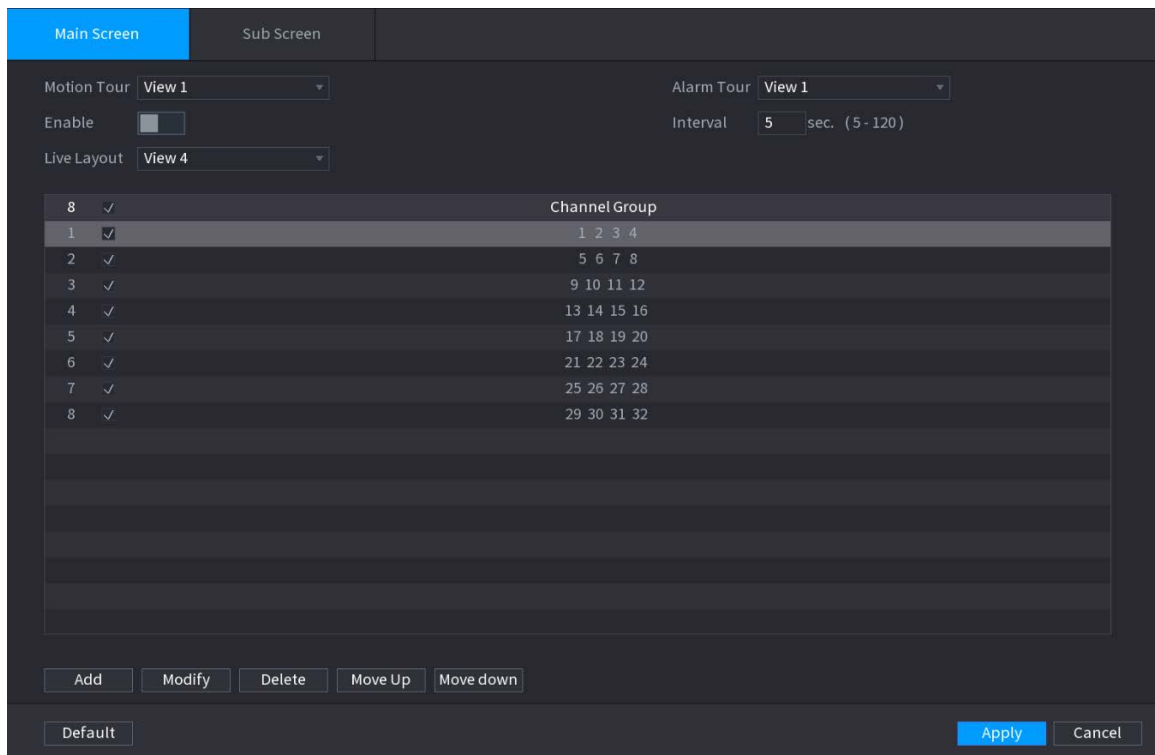 Main Screen Sub Screen
Motion Tour View 1 Alarm Tour View 1
Enable Interval 5 sec. (5-120)
Live Layout View 4
8 Channel Group
1 1 2 3 4
2 5 6 7 8
3 9 10 11 12
4 13 14 15 16
5 17 18 19 20
6 21 22 23 24
7 25 26 27 28
8 29 30 31 32
Add Modify Delete Move Up Move down
Default Apply Cancel